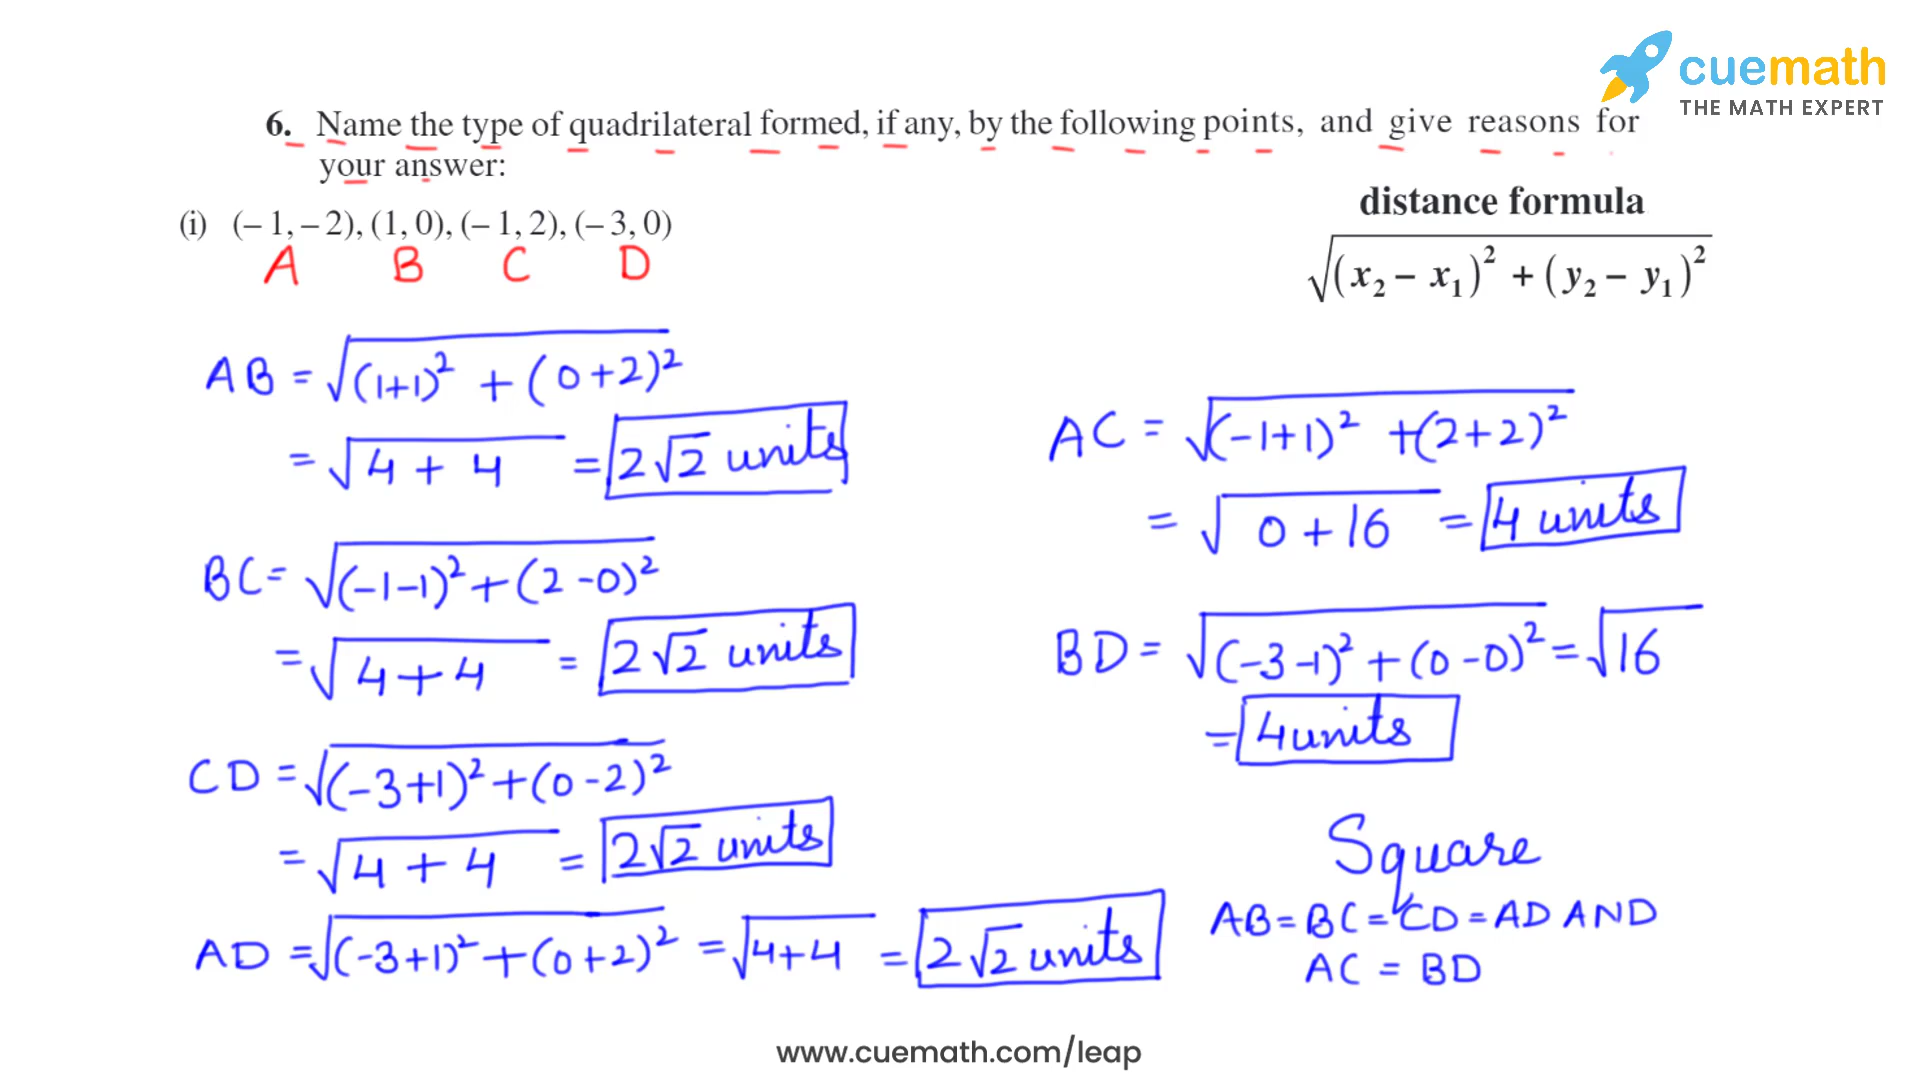 cuemath
THE MATH EXPERT
6. Name the type of quadrilateral formed, if any, by the following points, and give reasons for
your answer:
(i) (– 1, – 2), (1, 0), (– 1, 2), (– 3, 0)
A B C D
distance formula
√(x₂ – x₁)² + (y₂ – y₁)²
AB = √(1+1)² + (0+2)²
= √4 + 4 = 2√2 units
BC = √(-1-1)² + (2-0)²
= √4+4 = 2√2 units
CD = √(-3+1)² + (0-2)²
= √4 + 4 = 2√2 units
AD = √(-3+1)² + (0+2)² = √4+4 = 2√2 units
AC = √(-1+1)² + (2+2)²
= √0+16 = 4 units
BD = √(-3-1)² + (0-0)² = √16
= 4 units
Square
AB = BC = CD = AD AND
AC = BD
www.cuemath.com/leap